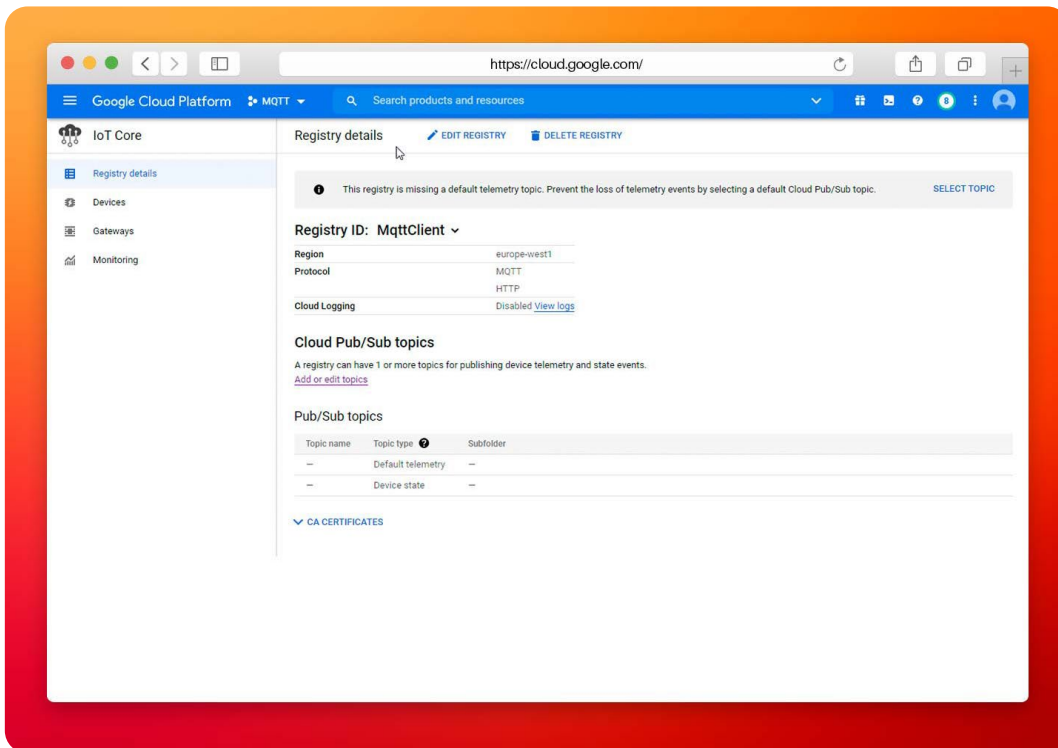 https://cloud.google.com/
Google Cloud Platform MQTT Search products and resources 8
IoT Core
Registry details EDIT REGISTRY DELETE REGISTRY
Registry details
Devices
Gateways
Monitoring
This registry is missing a default telemetry topic. Prevent the loss of telemetry events by selecting a default Cloud Pub/Sub topic. SELECT TOPIC
Registry ID: MqttClient
Region europe-west1
Protocol MQTT
HTTP
Cloud Logging Disabled View logs
Cloud Pub/Sub topics
A registry can have 1 or more topics for publishing device telemetry and state events.
Add or edit topics
Pub/Sub topics
Topic name Topic type Subfolder
— Default telemetry —
— Device state —
CA CERTIFICATES